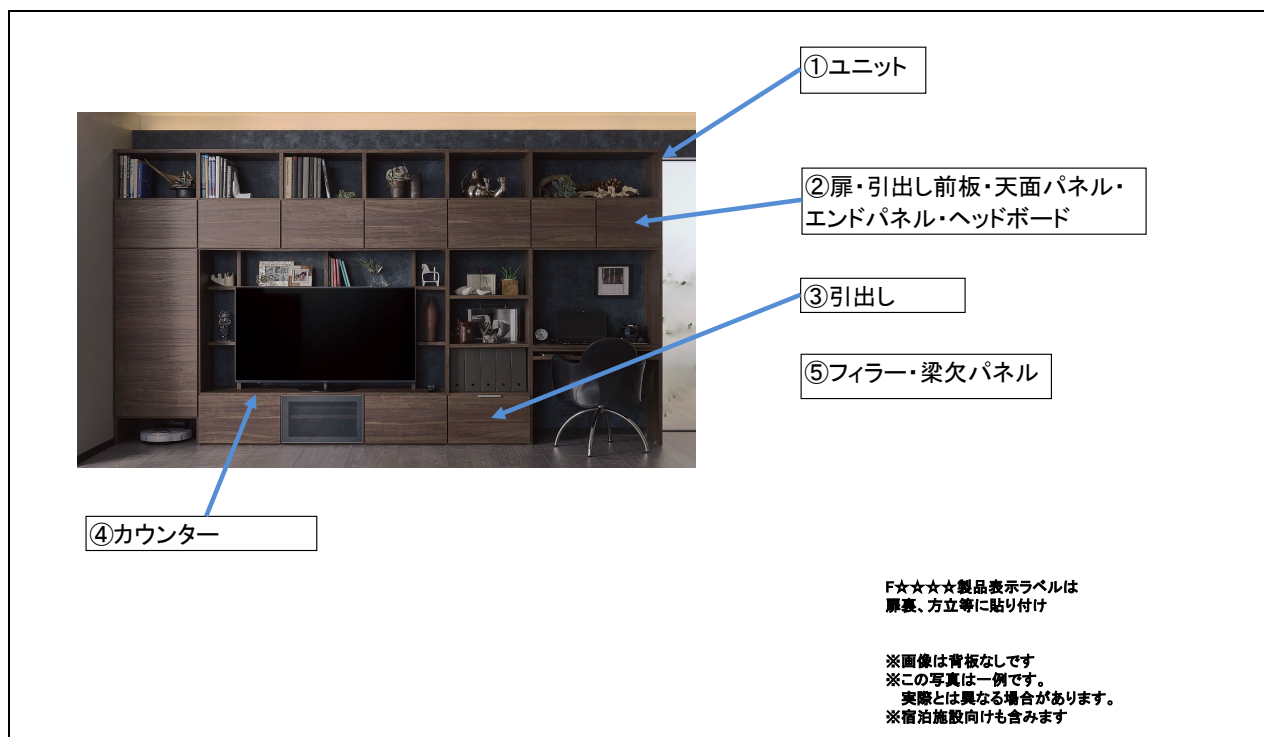 ①ユニット
②扉・引出し前板・天面パネル・
エンドパネル・ヘッドボード
③引出し
⑤フィラー・梁欠パネル
④カウンター
F☆☆☆☆製品表示ラベルは
扉裏、方立等に貼り付け
※画像は背板なしです
※この写真は一例です。
実際とは異なる場合があります。
※宿泊施設向けも含みます